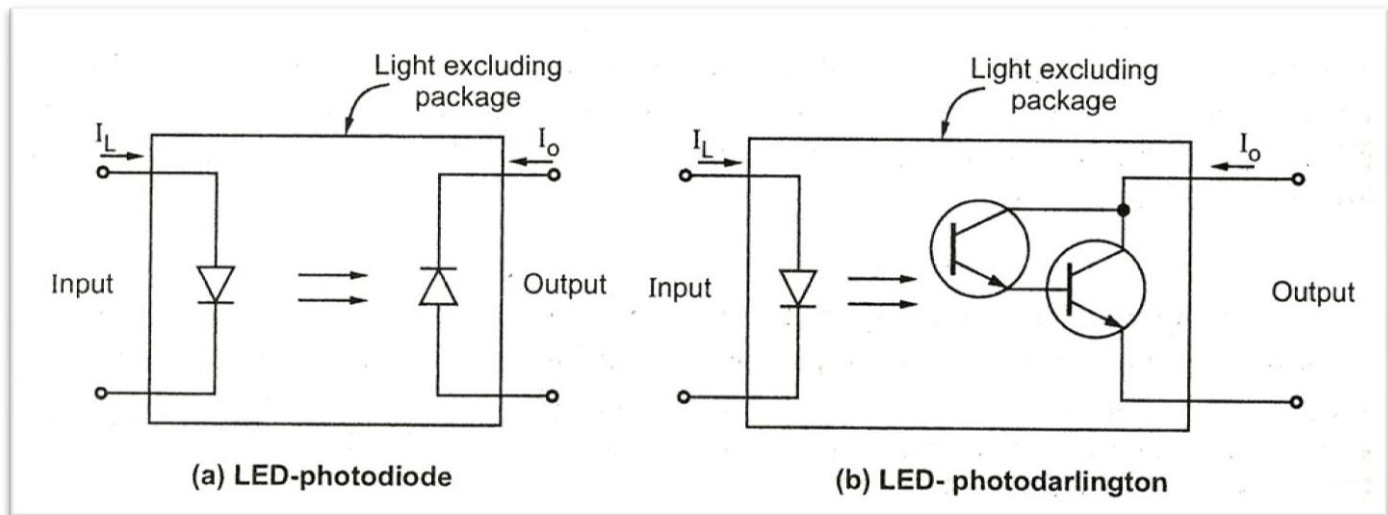 Light excluding
package
I_L
I_o
Input
Output
(a) LED-photodiode
Light excluding
package
I_L
I_o
Input
Output
(b) LED- photodarlington